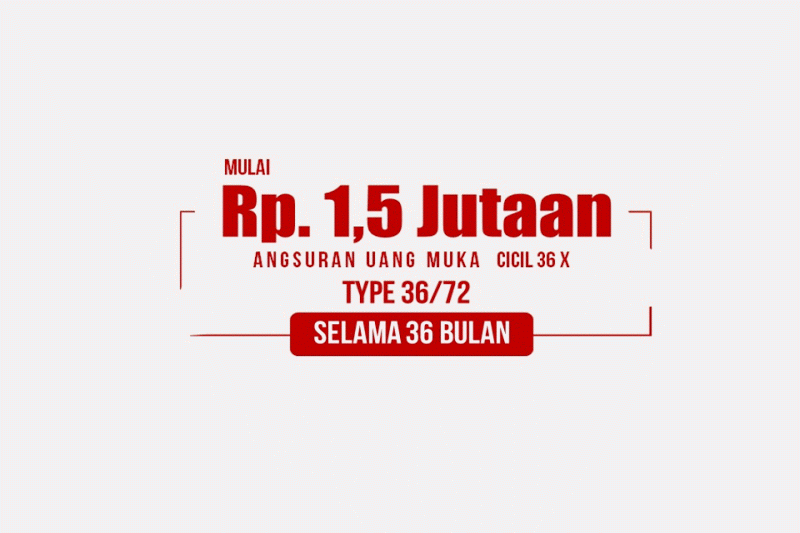 MULAI
Rp. 1,5 Jutaan
ANGSURAN UANG MUKA CICIL 36 X
TYPE 36/72
SELAMA 36 BULAN